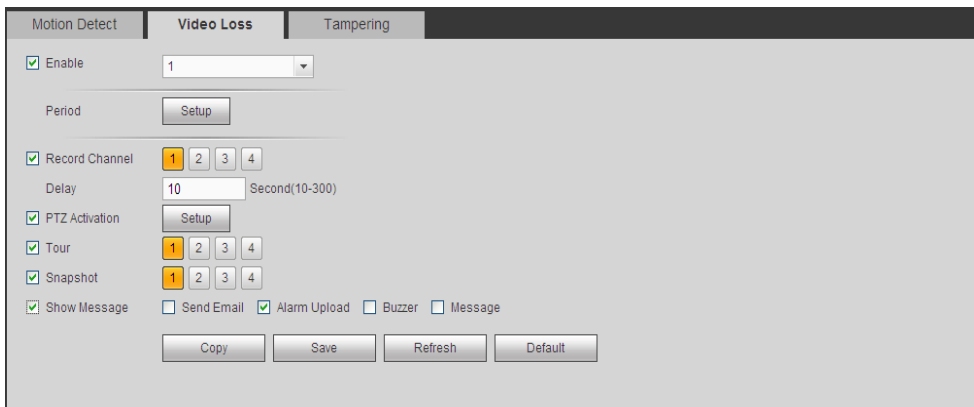 Motion Detect Video Loss Tampering
Enable 1
Period Setup
Record Channel 1 2 3 4
Delay 10 Second(10-300)
PTZ Activation Setup
Tour 1 2 3 4
Snapshot 1 2 3 4
Show Message Send Email Alarm Upload Buzzer Message
Copy Save Refresh Default